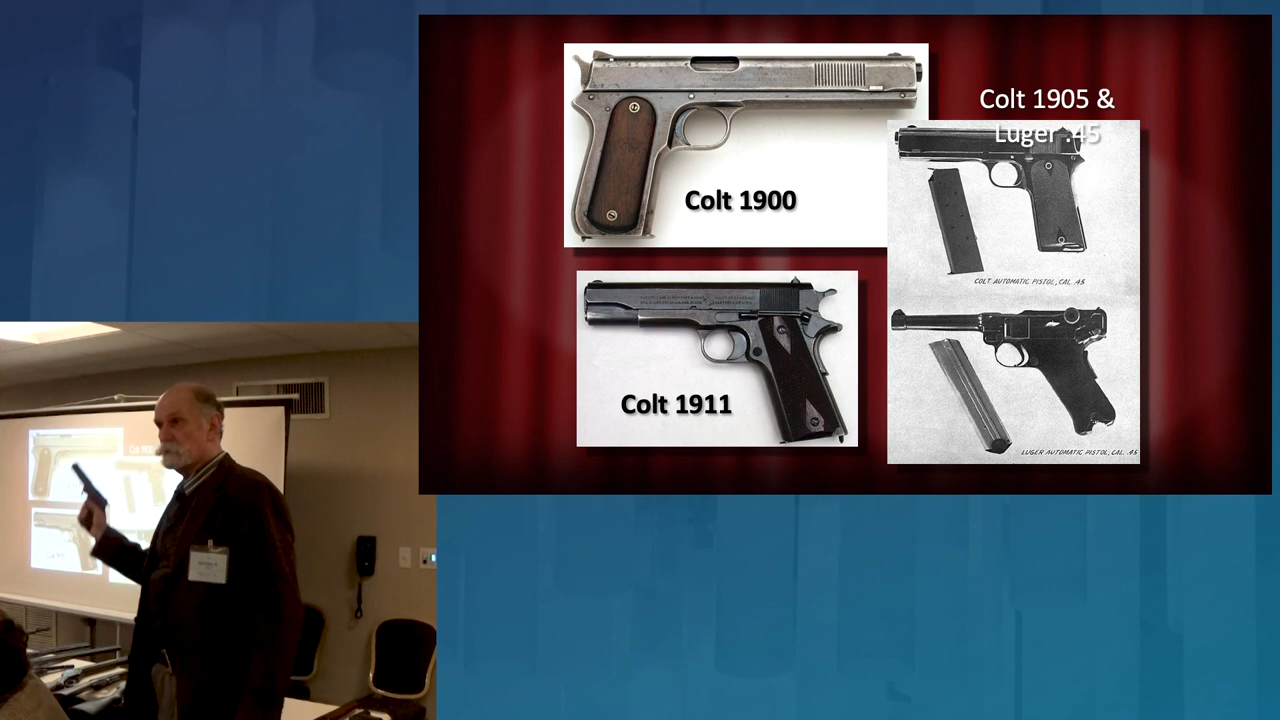 Colt 1900
Colt 1905 &
Luger .45
COLT AUTOMATIC PISTOL, CAL. .45
Colt 1911
LUGER AUTOMATIC PISTOL, CAL. .45